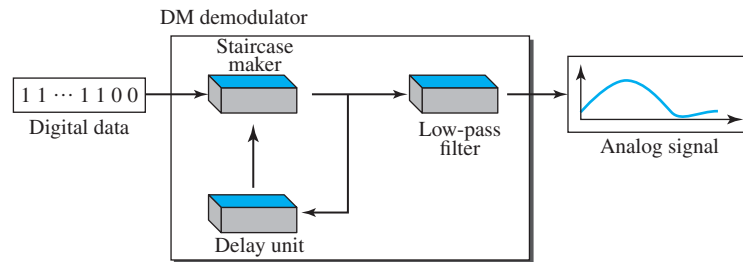 DM demodulator
Staircase
maker
1 1 ··· 1 1 0 0
Digital data
Low-pass
filter
Analog signal
Delay unit